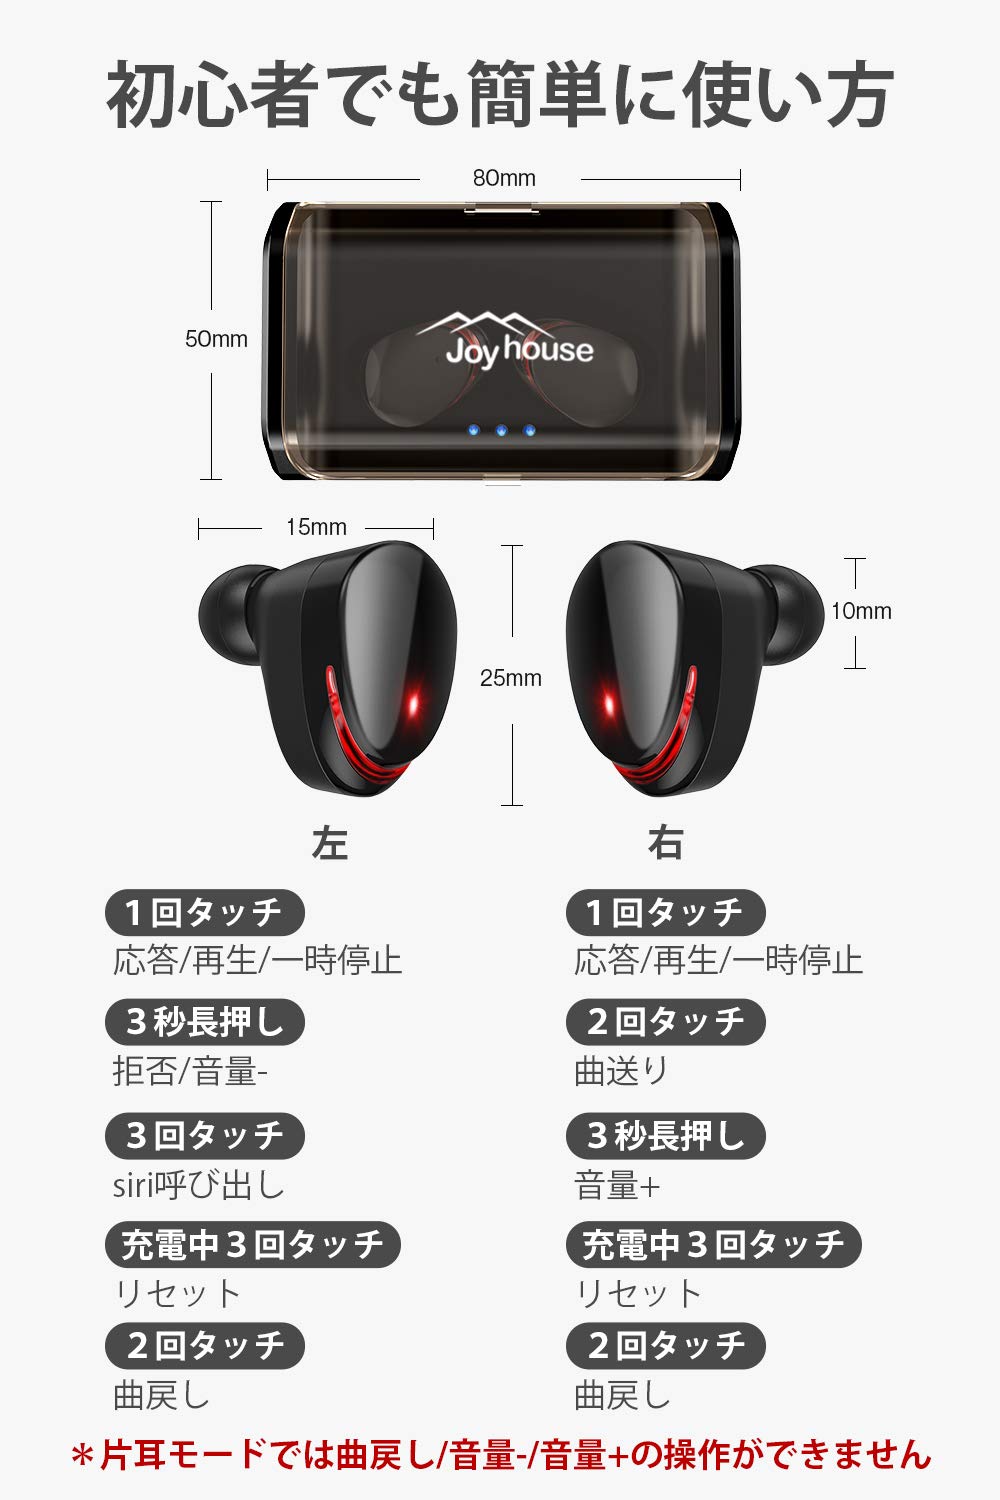 初心者でも簡単に使い方
80mm
50mm
Joy house
15mm
25mm
10mm
左
右
１回タッチ
応答/再生/一時停止
３秒長押し
拒否/音量-
３回タッチ
siri呼び出し
充電中３回タッチ
リセット
２回タッチ
曲戻し
１回タッチ
応答/再生/一時停止
２回タッチ
曲送り
３秒長押し
音量+
充電中３回タッチ
リセット
２回タッチ
曲戻し
＊片耳モードでは曲戻し/音量-/音量+の操作ができません